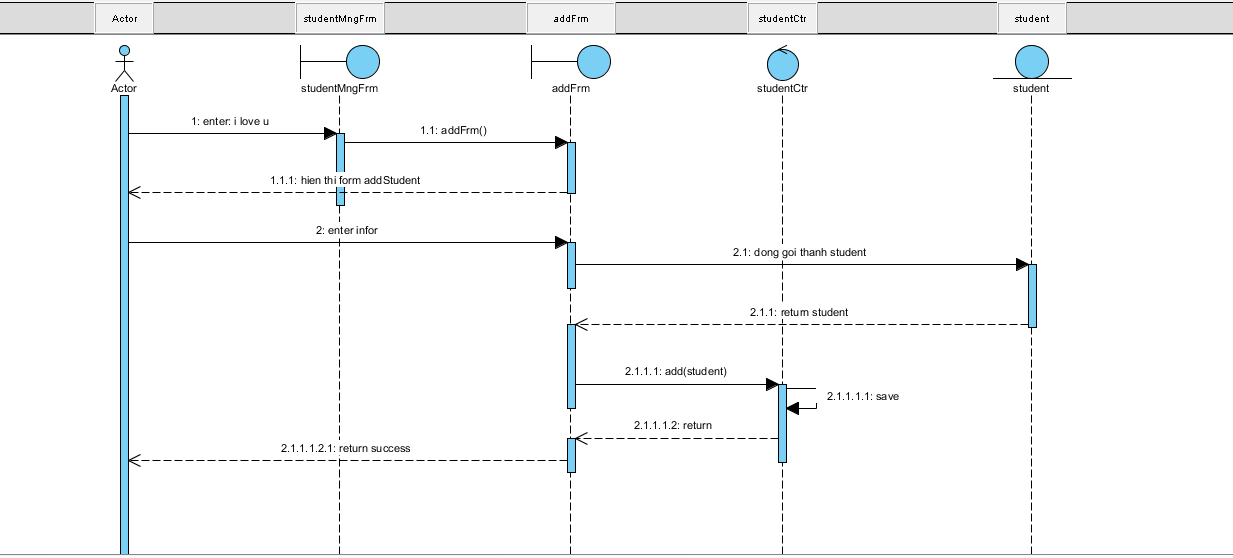 Actor
studentMngFrm
addFrm
studentCtr
student
Actor
studentMngFrm
addFrm
studentCtr
student
1: enter: i love u
1.1: addFrm()
1.1.1: hien thi form addStudent
2: enter infor
2.1: dong goi thanh student
2.1.1: return student
2.1.1.1: add(student)
2.1.1.1.1: save
2.1.1.1.2: return
2.1.1.1.2.1: return success